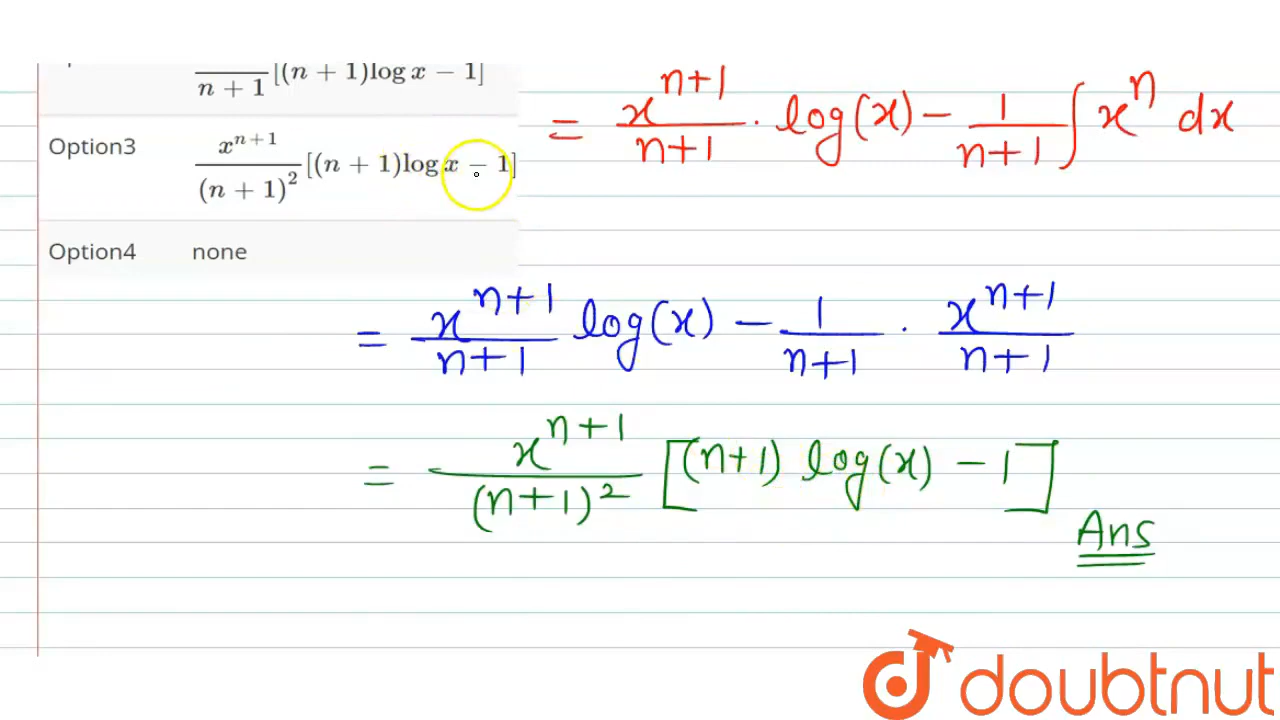 n + 1 [(n + 1)log x − 1]
Option3 x^{n+1} / (n + 1)^2 [(n + 1)log x − 1]
Option4 none
= x^{n+1} / n+1 · log(x) − 1 / n+1 ∫ x^n dx
= x^{n+1} / n+1 log(x) − 1 / n+1 · x^{n+1} / n+1
= x^{n+1} / (n+1)^2 [(n+1) log(x) − 1]
Ans
doubtnut